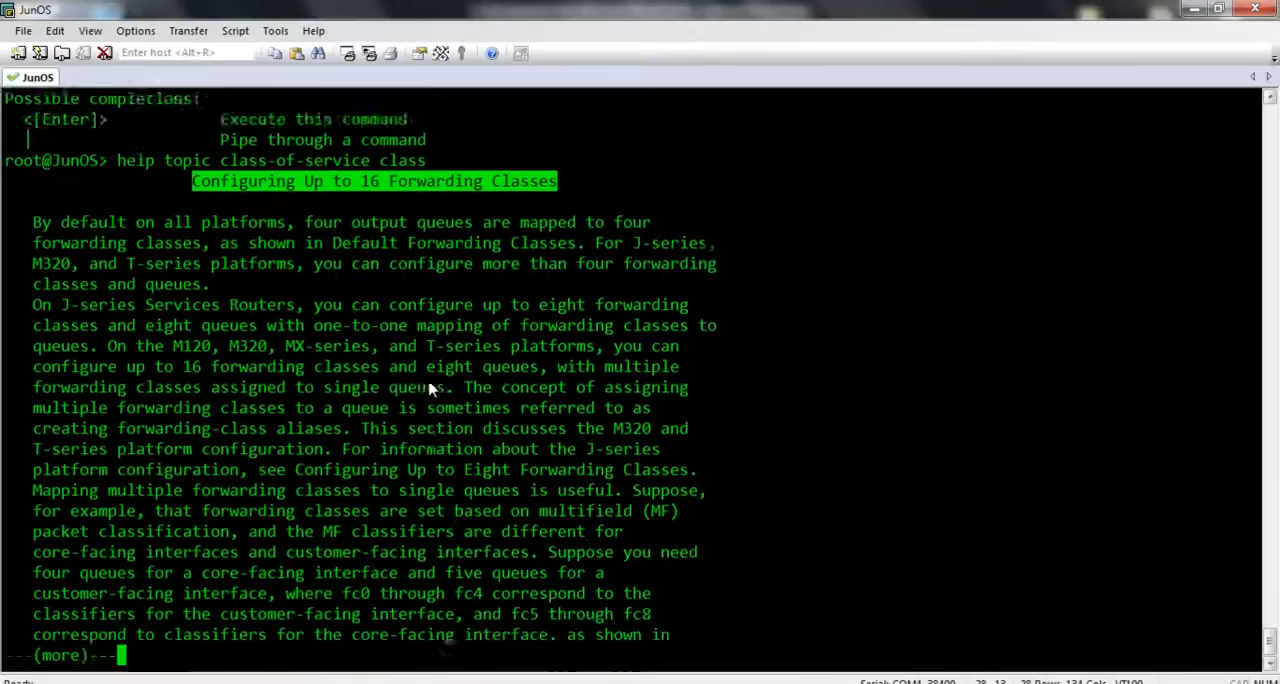 JunOS
File Edit View Options Transfer Script Tools Help
Enter host <Alt+R>
JunOS
Possible
<[Enter]> Execute this command
| Pipe through a command
root@JunOS> help topic class-of-service class
Configuring Up to 16 Forwarding Classes
By default on all platforms, four output queues are mapped to four
forwarding classes, as shown in Default Forwarding Classes. For J-series,
M320, and T-series platforms, you can configure more than four forwarding
classes and queues.
On J-series Services Routers, you can configure up to eight forwarding
classes and eight queues with one-to-one mapping of forwarding classes to
queues. On the M120, M320, MX-series, and T-series platforms, you can
configure up to 16 forwarding classes and eight queues, with multiple
forwarding classes assigned to single queues. The concept of assigning
multiple forwarding classes to a queue is sometimes referred to as
creating forwarding-class aliases. This section discusses the M320 and
T-series platform configuration. For information about the J-series
platform configuration, see Configuring Up to Eight Forwarding Classes.
Mapping multiple forwarding classes to single queues is useful. Suppose,
for example, that forwarding classes are set based on multifield (MF)
packet classification, and the MF classifiers are different for
core-facing interfaces and customer-facing interfaces. Suppose you need
four queues for a core-facing interface and five queues for a
customer-facing interface, where fc0 through fc4 correspond to the
classifiers for the customer-facing interface, and fc5 through fc8
correspond to classifiers for the core-facing interface. as shown in
---(more)---
Ready Serial: COM4, 38400 28, 13 28 Rows, 134 Cols VT100 CAP NUM